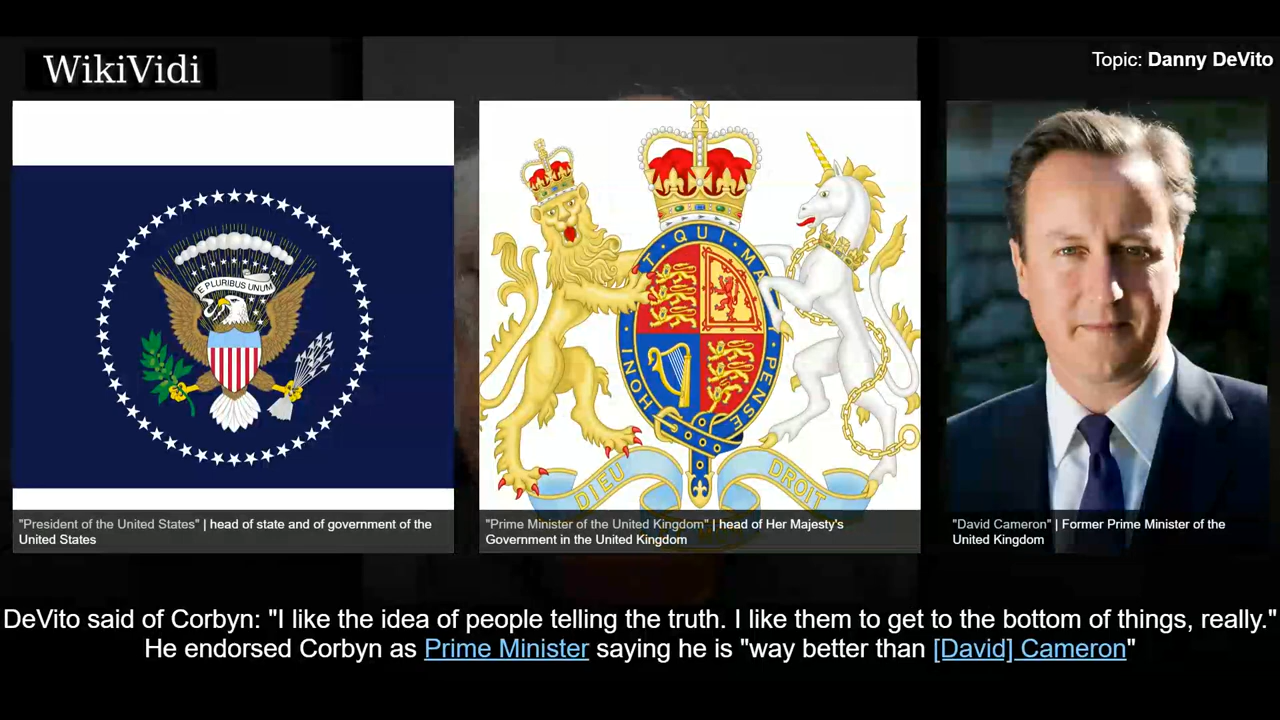 WikiVidi
Topic: Danny DeVito
E PLURIBUS UNUM
T · QUI · MA
HONI
PENSE
DIEU
DROIT
"President of the United States" | head of state and of government of the
United States
"Prime Minister of the United Kingdom" | head of Her Majesty's
Government in the United Kingdom
"David Cameron" | Former Prime Minister of the
United Kingdom
DeVito said of Corbyn: "I like the idea of people telling the truth. I like them to get to the bottom of things, really."
He endorsed Corbyn as Prime Minister saying he is "way better than [David] Cameron"